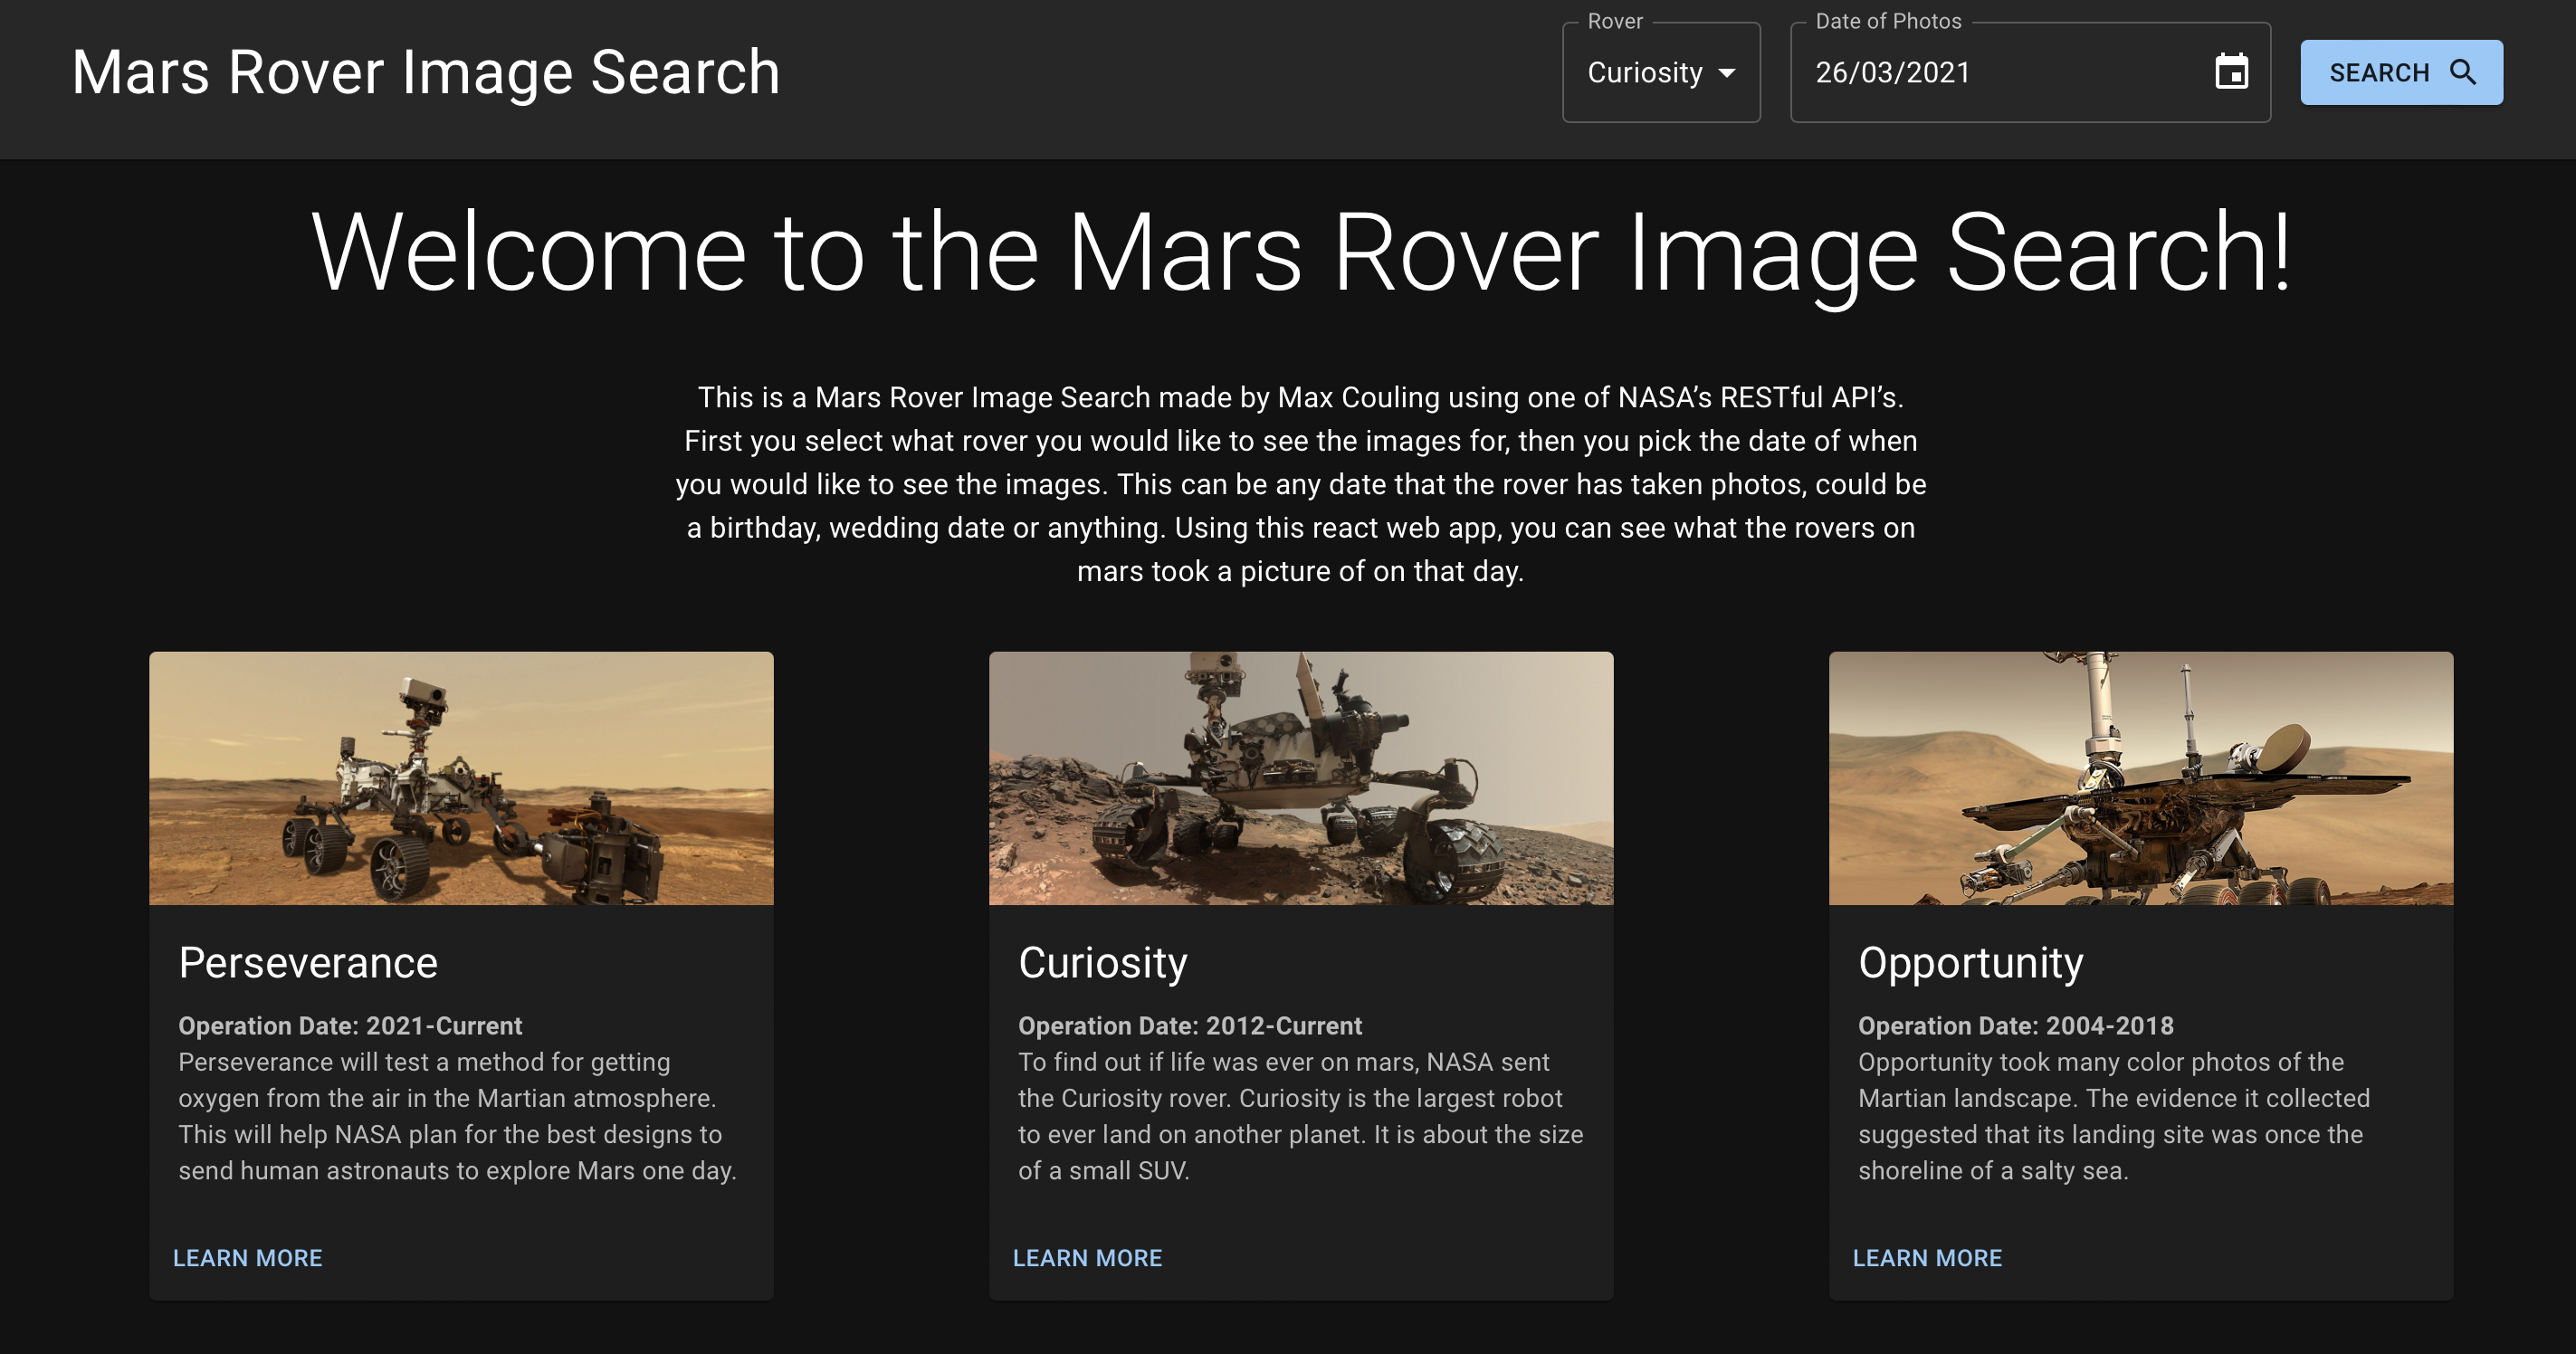 Mars Rover Image Search
Rover
Curiosity
Date of Photos
26/03/2021
SEARCH
Welcome to the Mars Rover Image Search!
This is a Mars Rover Image Search made by Max Couling using one of NASA’s RESTful API’s.
First you select what rover you would like to see the images for, then you pick the date of when
you would like to see the images. This can be any date that the rover has taken photos, could be
a birthday, wedding date or anything. Using this react web app, you can see what the rovers on
mars took a picture of on that day.
Perseverance
Operation Date: 2021-Current
Perseverance will test a method for getting
oxygen from the air in the Martian atmosphere.
This will help NASA plan for the best designs to
send human astronauts to explore Mars one day.
LEARN MORE
Curiosity
Operation Date: 2012-Current
To find out if life was ever on mars, NASA sent
the Curiosity rover. Curiosity is the largest robot
to ever land on another planet. It is about the size
of a small SUV.
LEARN MORE
Opportunity
Operation Date: 2004-2018
Opportunity took many color photos of the
Martian landscape. The evidence it collected
suggested that its landing site was once the
shoreline of a salty sea.
LEARN MORE